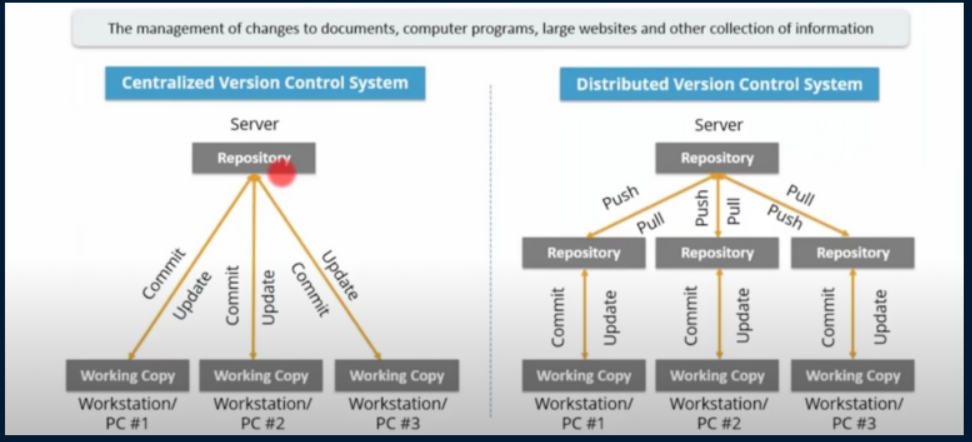 The management of changes to documents, computer programs, large websites and other collection of information
Centralized Version Control System
Server
Repository
Commit
Update
Commit
Update
Commit
Update
Working Copy
Working Copy
Working Copy
Workstation/
PC #1
Workstation/
PC #2
Workstation/
PC #3
Distributed Version Control System
Server
Repository
Push
Pull
Push
Pull
Pull
Push
Repository
Repository
Repository
Commit
Update
Commit
Update
Commit
Update
Working Copy
Working Copy
Working Copy
Workstation/
PC #1
Workstation/
PC #2
Workstation/
PC #3